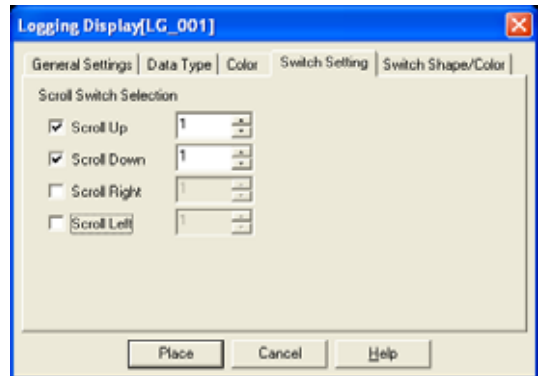 Logging Display[LG_001]
General Settings Data Type Color Switch Setting Switch Shape/Color
Scroll Switch Selection
Scroll Up 1
Scroll Down 1
Scroll Right 1
Scroll Left 1
Place Cancel Help